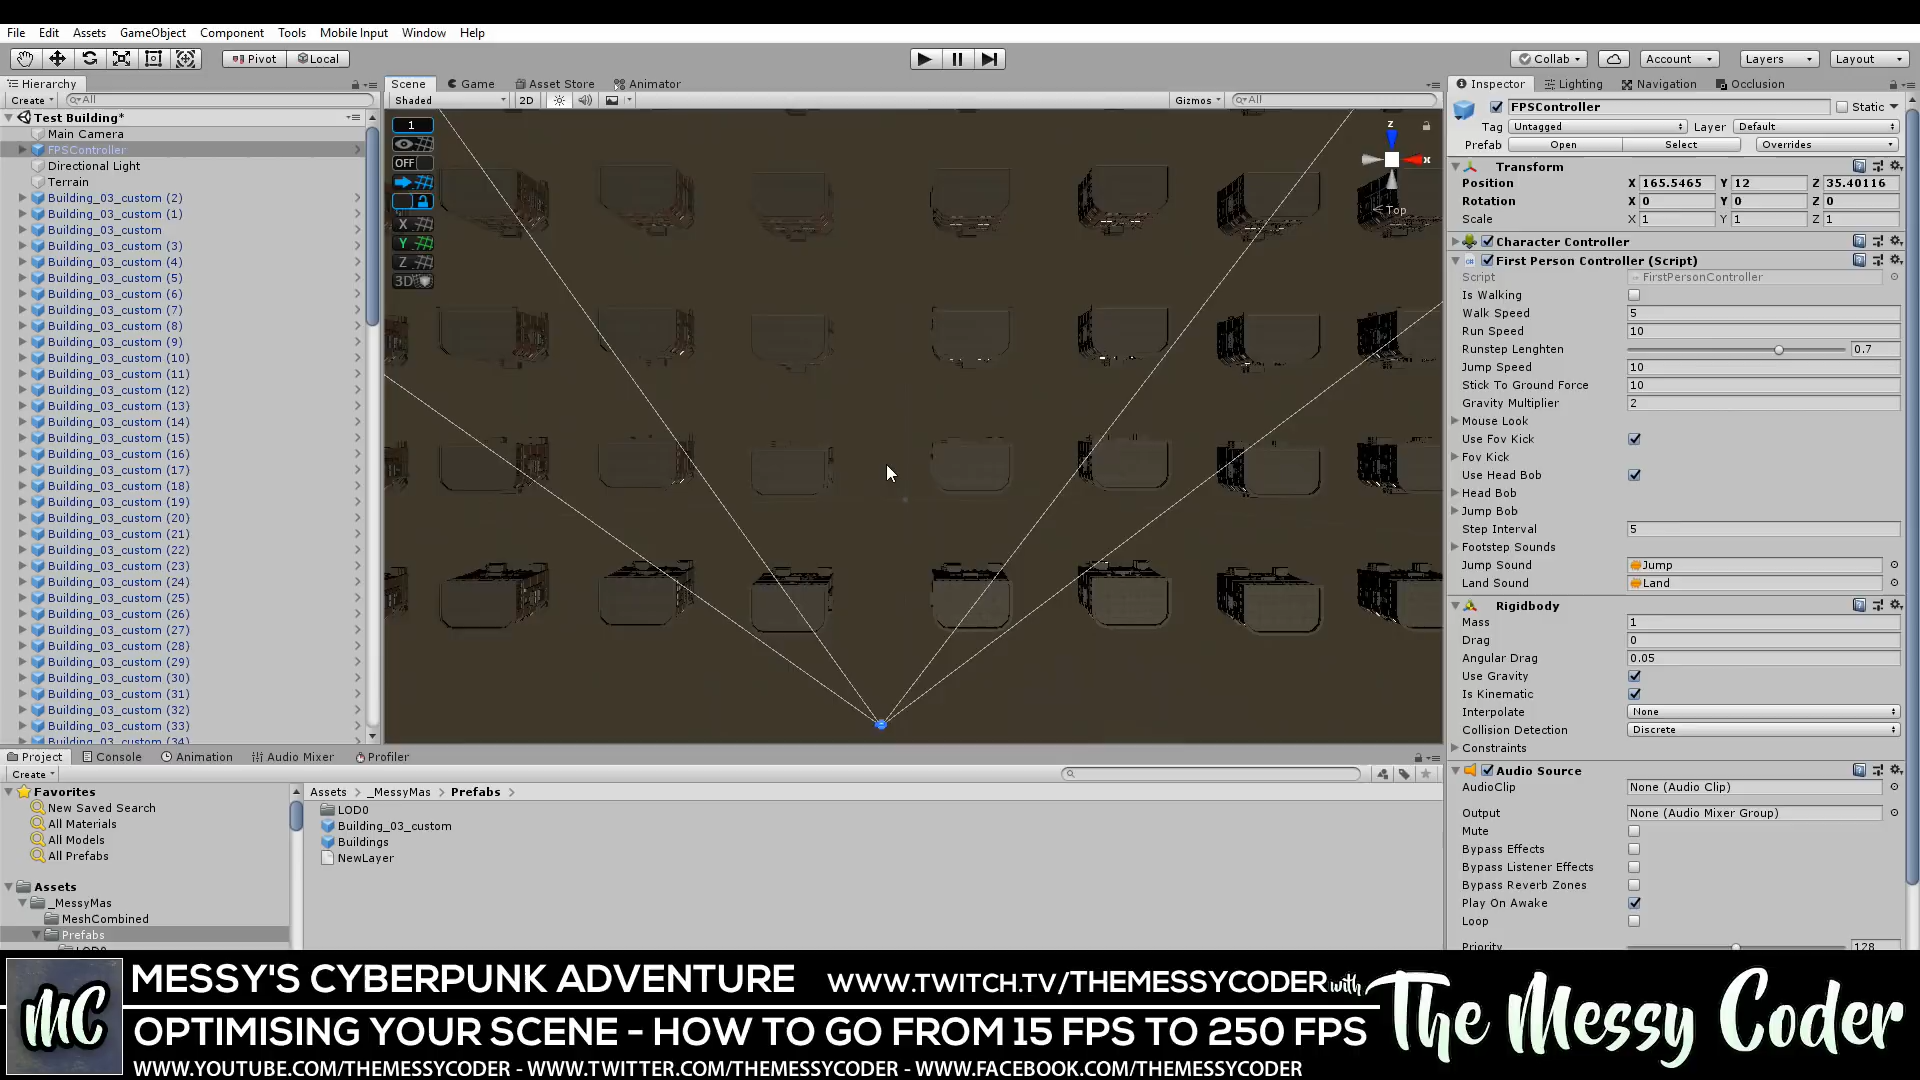 File Edit Assets GameObject Component Tools Mobile Input Window Help
Pivot Local Collab Account Layers Layout
Hierarchy Scene Game Asset Store Animator Inspector Lighting Navigation Occlusion
Create All Shaded 2D Gizmos All
FPSController Static
Tag Untagged Layer Default
Prefab Open Select Overrides
Test Building*
Main Camera
FPSController
Directional Light
Terrain
Building_03_custom (2)
Building_03_custom (1)
Building_03_custom
Building_03_custom (3)
Building_03_custom (4)
Building_03_custom (5)
Building_03_custom (6)
Building_03_custom (7)
Building_03_custom (8)
Building_03_custom (9)
Building_03_custom (10)
Building_03_custom (11)
Building_03_custom (12)
Building_03_custom (13)
Building_03_custom (14)
Building_03_custom (15)
Building_03_custom (16)
Building_03_custom (17)
Building_03_custom (18)
Building_03_custom (19)
Building_03_custom (20)
Building_03_custom (21)
Building_03_custom (22)
Building_03_custom (23)
Building_03_custom (24)
Building_03_custom (25)
Building_03_custom (26)
Building_03_custom (27)
Building_03_custom (28)
Building_03_custom (29)
Building_03_custom (30)
Building_03_custom (31)
Building_03_custom (32)
Building_03_custom (33)
Building_03_custom (34)
1
OFF
X
Y
Z
3D
z
x
Top
Transform
Position X 165.5465 Y 12 Z 35.40116
Rotation X 0 Y 0 Z 0
Scale X 1 Y 1 Z 1
Character Controller
First Person Controller (Script)
Script FirstPersonController
Is Walking
Walk Speed 5
Run Speed 10
Runstep Lenghten 0.7
Jump Speed 10
Stick To Ground Force 10
Gravity Multiplier 2
Mouse Look
Use Fov Kick
Fov Kick
Use Head Bob
Head Bob
Jump Bob
Step Interval 5
Footstep Sounds
Jump Sound Jump
Land Sound Land
Rigidbody
Mass 1
Drag 0
Angular Drag 0.05
Use Gravity
Is Kinematic
Interpolate None
Collision Detection Discrete
Constraints
Audio Source
AudioClip None (Audio Clip)
Output None (Audio Mixer Group)
Mute
Bypass Effects
Bypass Listener Effects
Bypass Reverb Zones
Play On Awake
Loop
Priority 128
Project Console Animation Audio Mixer Profiler
Create
Favorites
New Saved Search
All Materials
All Models
All Prefabs
Assets
_MessyMas
MeshCombined
Prefabs
LOD0
Assets > _MessyMas > Prefabs >
LOD0
Building_03_custom
Buildings
NewLayer
MC
MESSY'S CYBERPUNK ADVENTURE WWW.TWITCH.TV/THEMESSYCODER with The Messy Coder
OPTIMISING YOUR SCENE - HOW TO GO FROM 15 FPS TO 250 FPS
WWW.YOUTUBE.COM/THEMESSYCODER - WWW.TWITTER.COM/THEMESSYCODER - WWW.FACEBOOK.COM/THEMESSYCODER